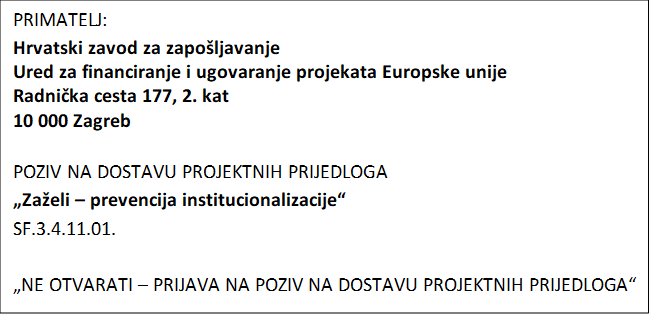 PRIMATELJ:
Hrvatski zavod za zapošljavanje
Ured za financiranje i ugovaranje projekata Europske unije
Radnička cesta 177, 2. kat
10 000 Zagreb
POZIV NA DOSTAVU PROJEKTNIH PRIJEDLOGA
„Zaželi – prevencija institucionalizacije“
SF.3.4.11.01.
„NE OTVARATI – PRIJAVA NA POZIV NA DOSTAVU PROJEKTNIH PRIJEDLOGA“